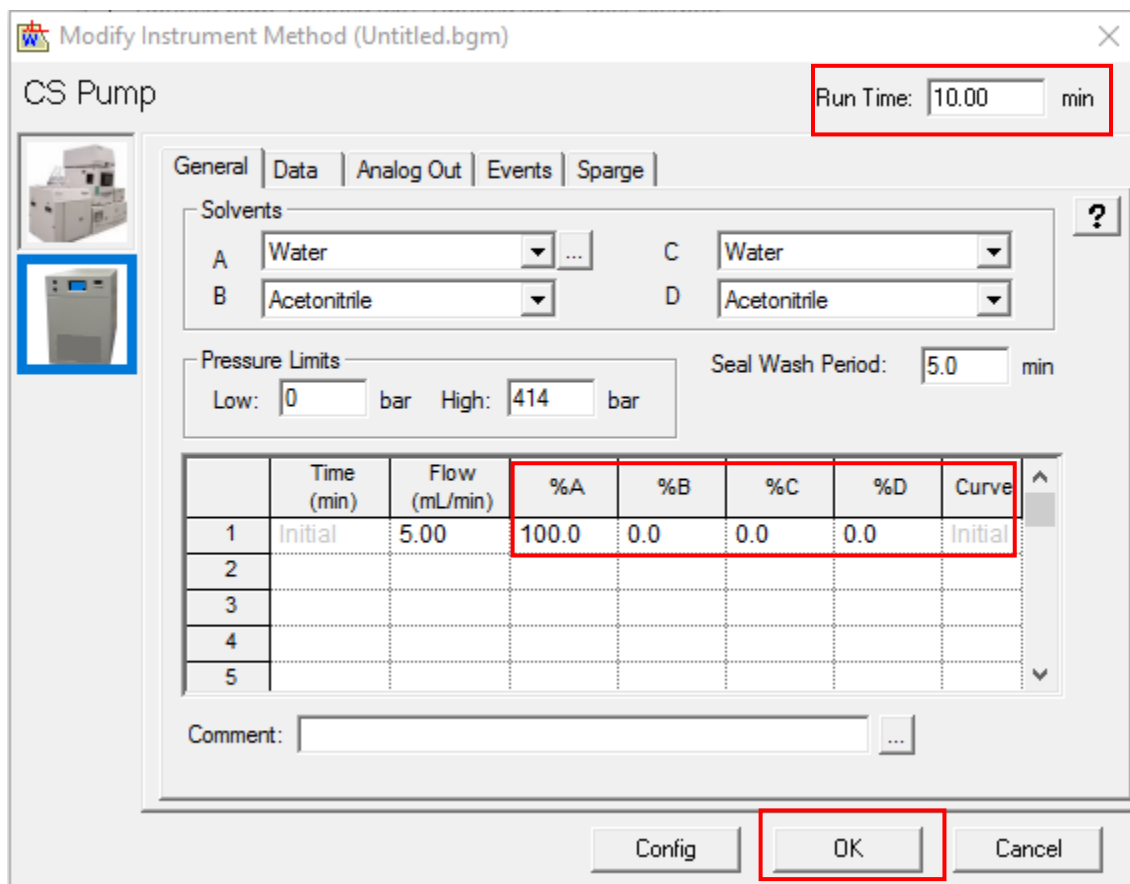 Modify Instrument Method (Untitled.bgm)
CS Pump
Run Time: 10.00 min
General Data Analog Out Events Sparge
Solvents
?
A Water ... C Water
B Acetonitrile D Acetonitrile
Pressure Limits
Seal Wash Period: 5.0 min
Low: 0 bar High: 414 bar
Time (min) Flow (mL/min) %A %B %C %D Curve
1 Initial 5.00 100.0 0.0 0.0 0.0 Initial
2
3
4
5
Comment: ...
Config OK Cancel